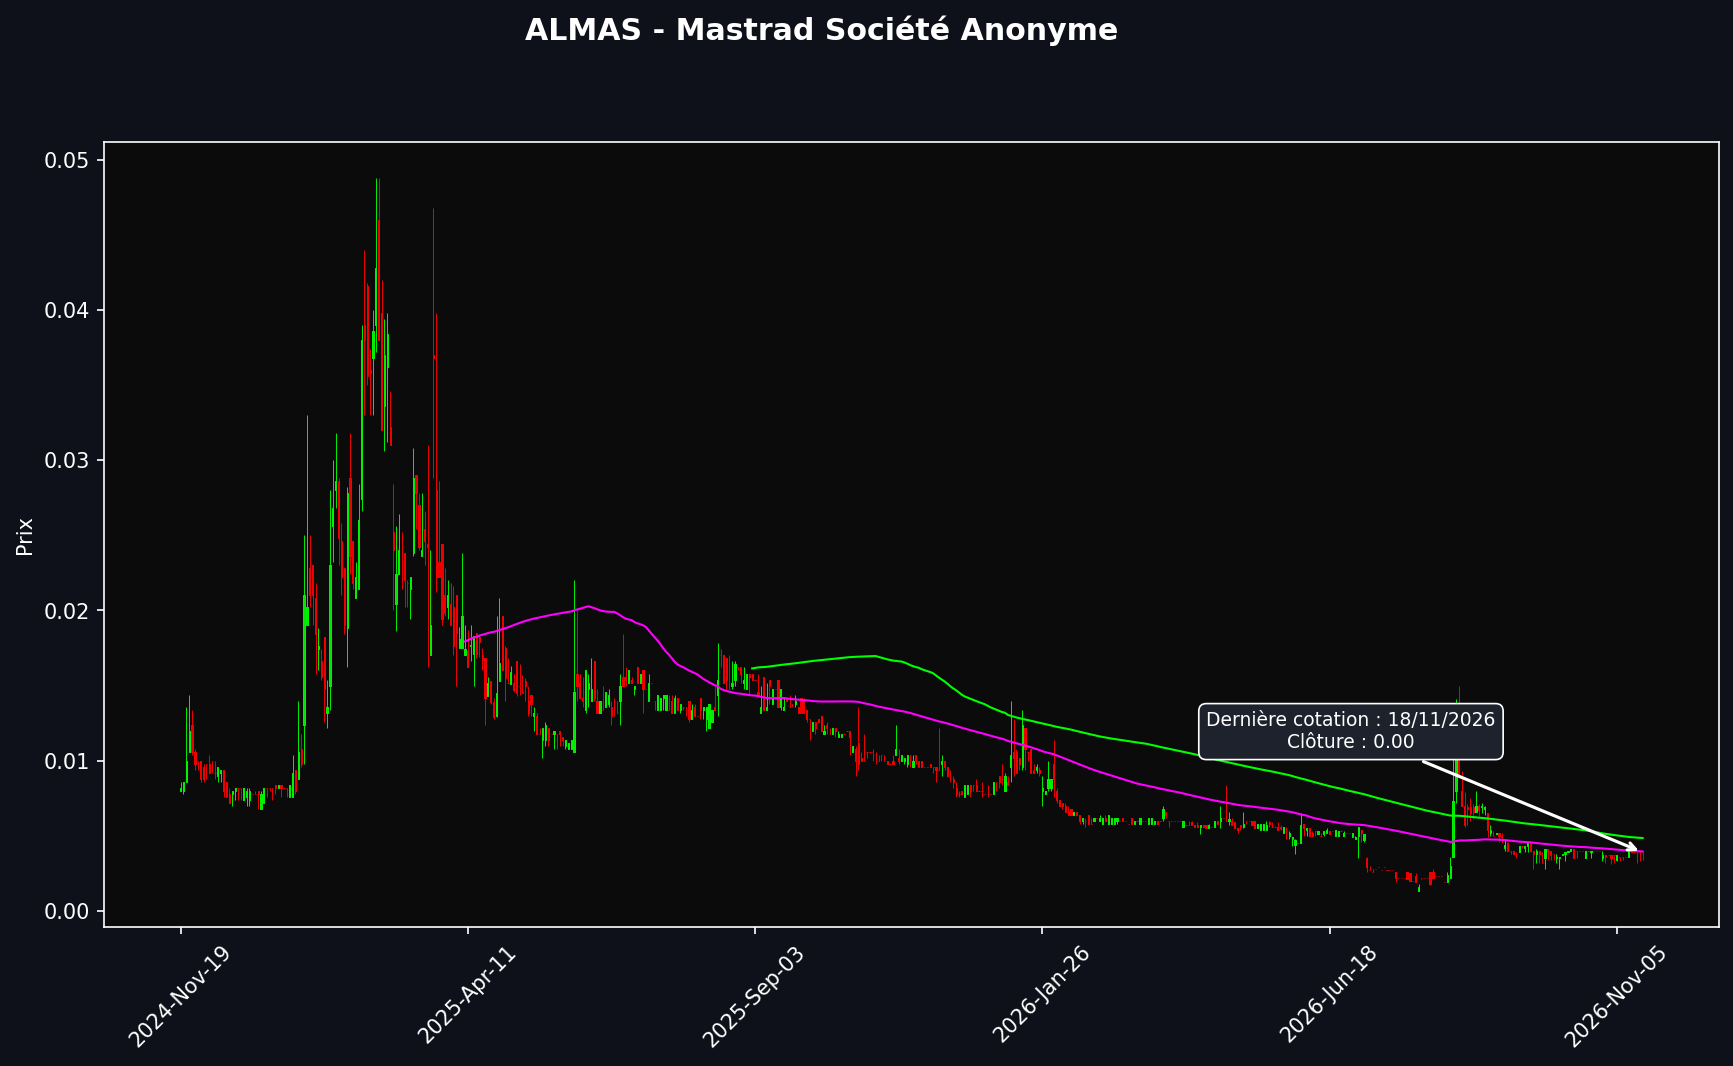 ALMAS - Mastrad Société Anonyme
Prix
0.05
0.04
0.03
0.02
0.01
0.00
Dernière cotation : 18/11/2026
Clôture : 0.00
2024-Nov-19
2025-Apr-11
2025-Sep-03
2026-Jan-26
2026-Jun-18
2026-Nov-05